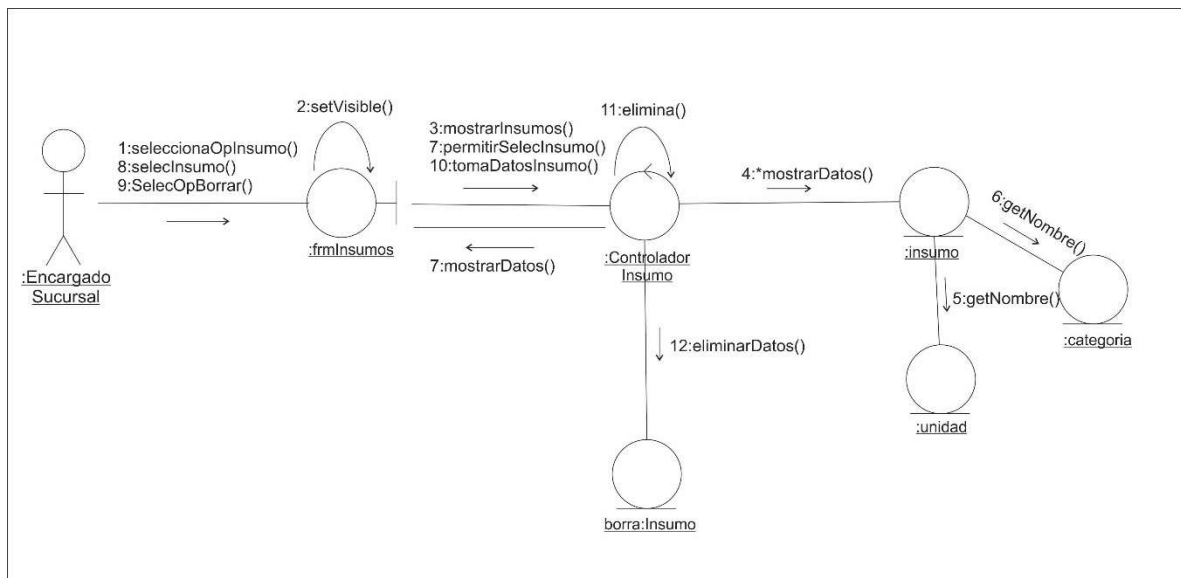 2:setVisible()
11:elimina()
1:seleccionaOpInsumo()
8:selecInsumo()
9:SelecOpBorrar()
3:mostrarInsumos()
7:permitirSelecInsumo()
10:tomaDatosInsumo()
4:*mostrarDatos()
6:getNombre()
:Encargado
Sucursal
:frmInsumos
7:mostrarDatos()
:Controlador
Insumo
:insumo
5:getNombre()
:categoria
12:eliminarDatos()
:unidad
borra:Insumo